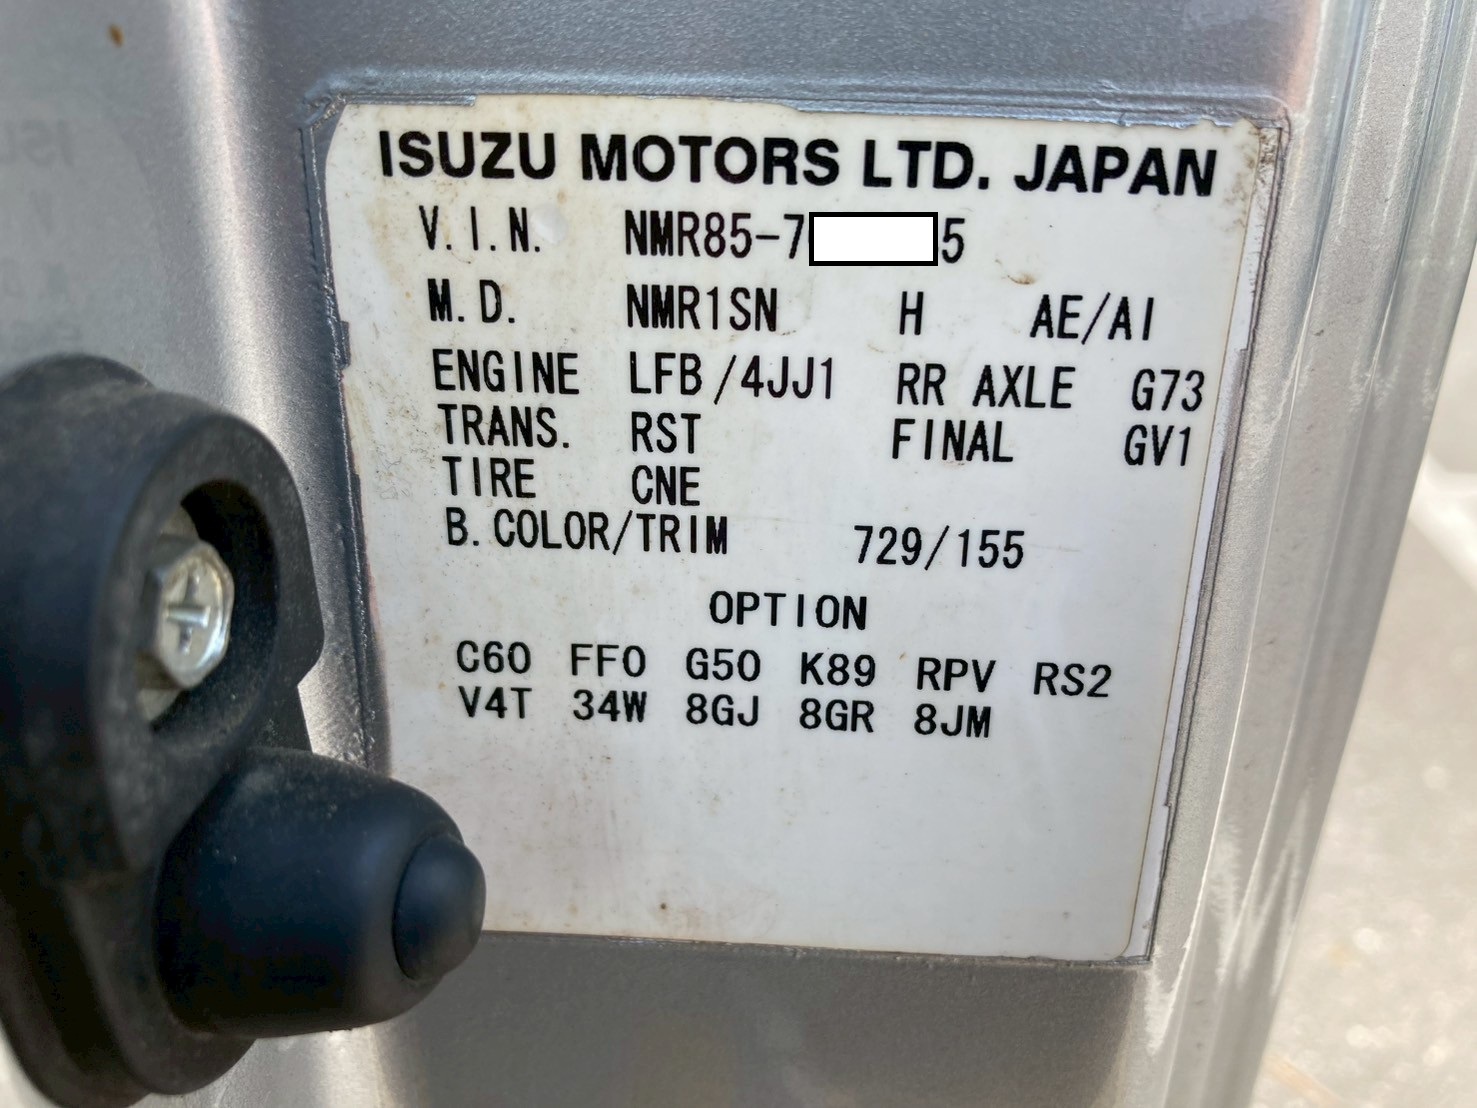 ISUZU MOTORS LTD. JAPAN
V.I.N. NMR85-7 5
M.D. NMR1SN H AE/AI
ENGINE LFB/4JJ1 RR AXLE G73
TRANS. RST FINAL GV1
TIRE CNE
B.COLOR/TRIM 729/155
OPTION
C60 FF0 G50 K89 RPV RS2
V4T 34W 8GJ 8GR 8JM